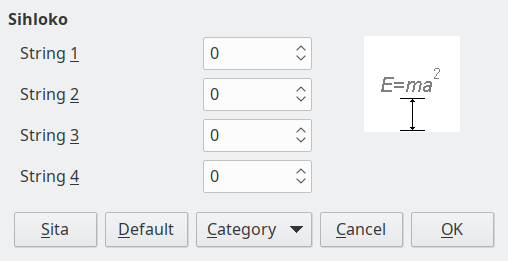 Sihloko
String 1
0
String 2
0
String 3
0
String 4
0
E=ma²
Sita
Default
Category
Cancel
OK